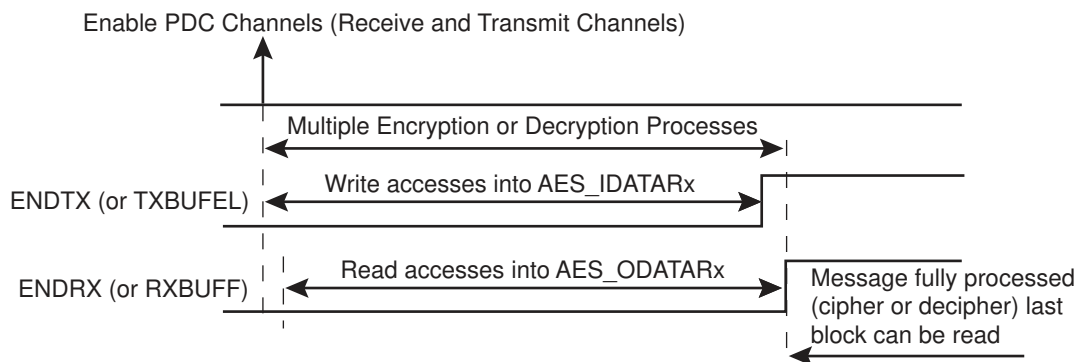 Enable PDC Channels (Receive and Transmit Channels)
Multiple Encryption or Decryption Processes
Write accesses into AES_IDATARx
ENDTX (or TXBUFEL)
Read accesses into AES_ODATARx
ENDRX (or RXBUFF)
Message fully processed
(cipher or decipher) last
block can be read